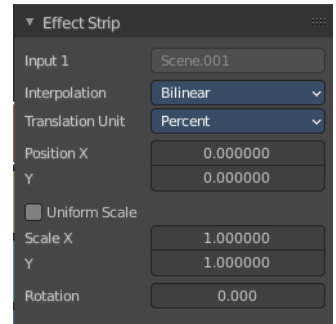 Effect Strip
Input 1 Scene.001
Interpolation Bilinear
Translation Unit Percent
Position X 0.000000
Y 0.000000
Uniform Scale
Scale X 1.000000
Y 1.000000
Rotation 0.000